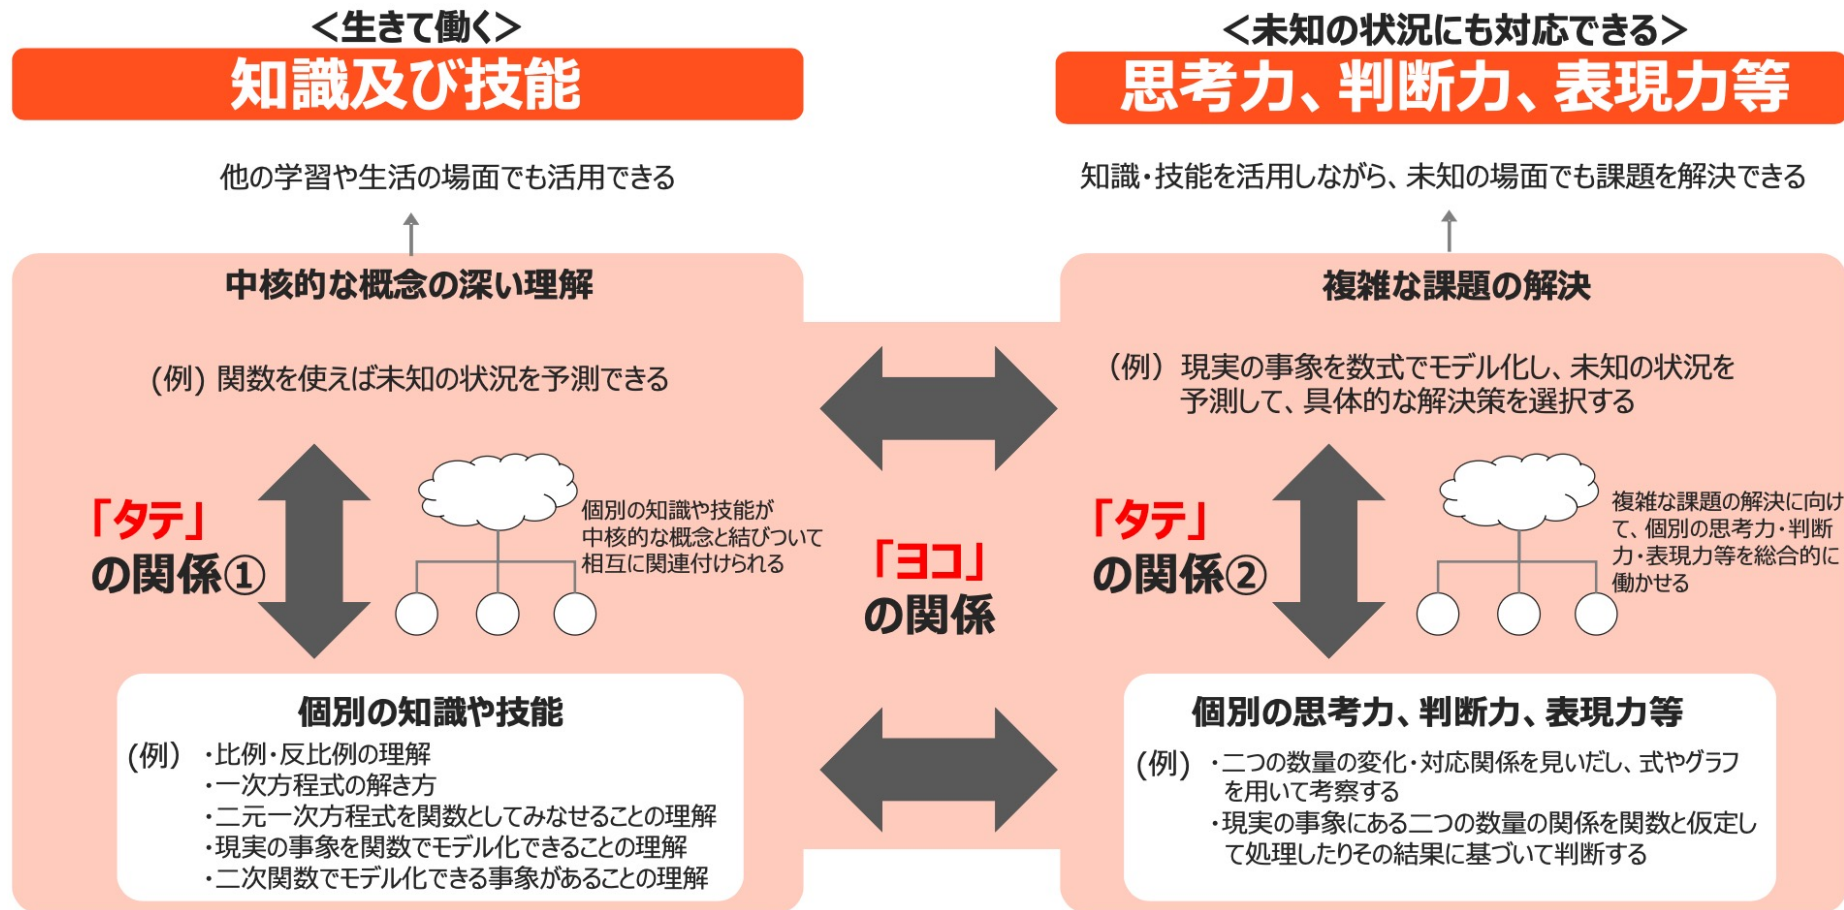 ＜生きて働く＞
知識及び技能
他の学習や生活の場面でも活用できる
中核的な概念の深い理解
(例) 関数を使えば未知の状況を予測できる
「タテ」
の関係①
個別の知識や技能が
中核的な概念と結びついて
相互に関連付けられる
個別の知識や技能
(例) ・比例・反比例の理解
・一次方程式の解き方
・二元一次方程式を関数としてみなせることの理解
・現実の事象を関数でモデル化できることの理解
・二次関数でモデル化できる事象があることの理解
「ヨコ」
の関係
＜未知の状況にも対応できる＞
思考力、判断力、表現力等
知識・技能を活用しながら、未知の場面でも課題を解決できる
複雑な課題の解決
(例) 現実の事象を数式でモデル化し、未知の状況を
予測して、具体的な解決策を選択する
「タテ」
の関係②
複雑な課題の解決に向け
て、個別の思考力・判断
力・表現力等を総合的に
働かせる
個別の思考力、判断力、表現力等
(例) ・二つの数量の変化・対応関係を見いだし、式やグラフ
を用いて考察する
・現実の事象にある二つの数量の関係を関数と仮定し
て処理したりその結果に基づいて判断する